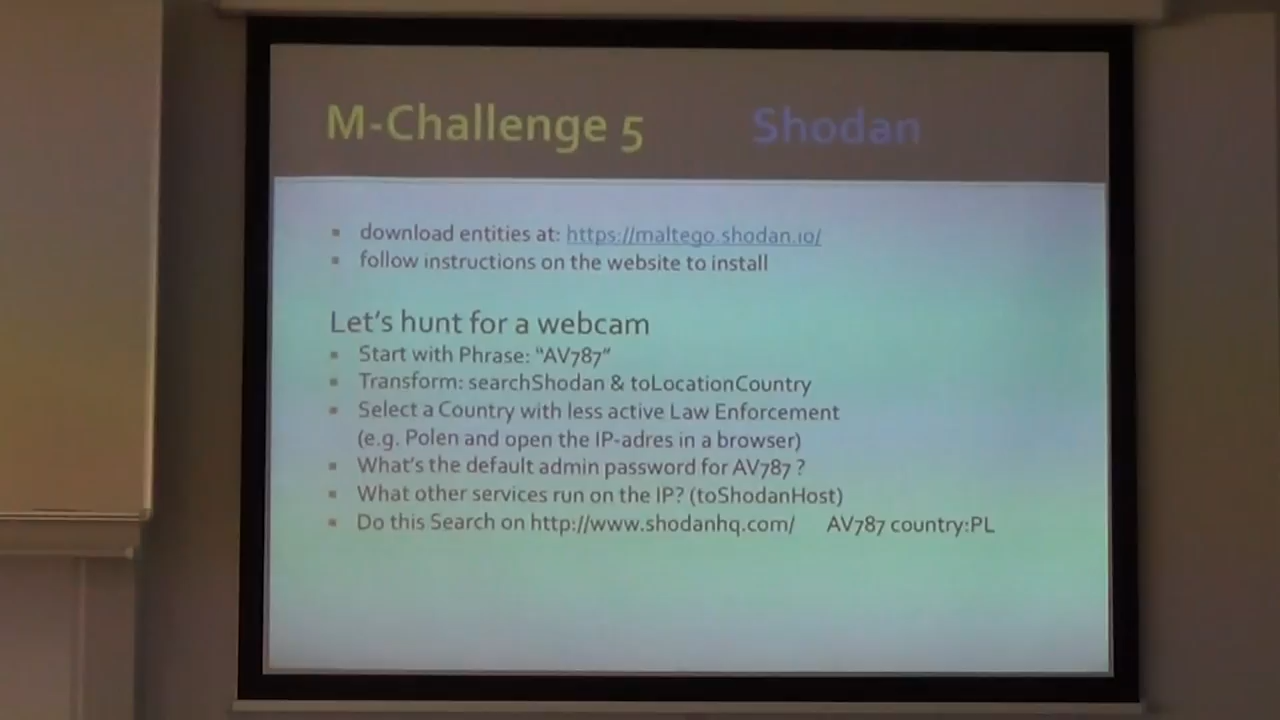 M-Challenge 5 Shodan
download entities at: https://maltego.shodan.io/
follow instructions on the website to install
Let's hunt for a webcam
Start with Phrase: "AV787"
Transform: searchShodan & toLocationCountry
Select a Country with less active Law Enforcement
(e.g. Polen and open the IP-adres in a browser)
What's the default admin password for AV787 ?
What other services run on the IP? (toShodanHost)
Do this Search on http://www.shodanhq.com/ AV787 country:PL